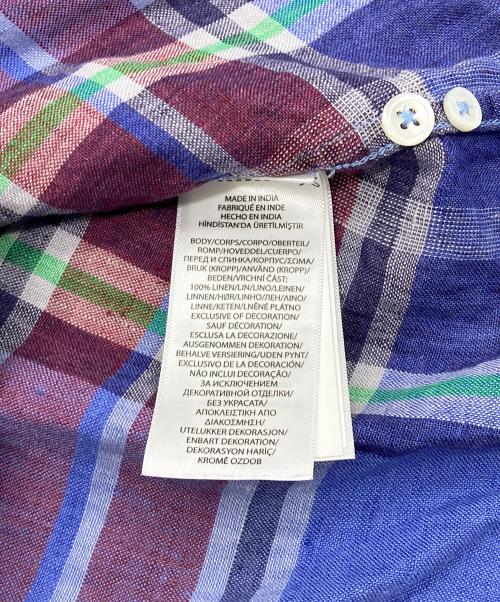 MADE IN INDIA
FABRIQUÉ EN INDE
HECHO EN INDIA
HİNDİSTAN'DA ÜRETİLMİŞTİR
BODY/CORPS/CORPO/OBERTEIL/
ROMP/HOVEDDEL/CUERPO/
ПЕРЕД И СПИНКА/KORPUS/ΣΩΜΑ/
BRUK (KROPP)/ANVÄND (KROPP)/
BEDEN/VRCHNÍ ČÁST:
100% LINEN/LIN/LINO/LEINEN/
LINNEN/HØR/LINHO/ЛЕН/ΛΙΝΟ/
LINNE/KETEN/LNĚNÉ PLÁTNO
EXCLUSIVE OF DECORATION/
SAUF DÉCORATION/
ESCLUSA LA DECORAZIONE/
AUSGENOMMEN DEKORATION/
BEHALVE VERSIERING/UDEN PYNT/
EXCLUSIVO DE LA DECORACIÓN/
NÃO INCLUI DECORAÇÃO/
ЗА ИСКЛЮЧЕНИЕМ
ДЕКОРАТИВНОЙ ОТДЕЛКИ/
БЕЗ УКРАСАТА/
ΑΠΟΚΛΕΙΣΤΙΚΗ ΑΠΟ
ΔΙΑΚΟΣΜΗΣΗ/
UTELUKKER DEKORASJON/
ENBART DEKORATION/
DEKORASYON HARİÇ/
KROMĚ OZDOB